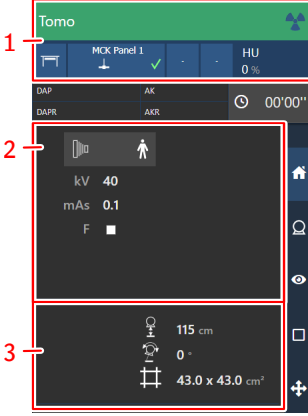 Tomo
1
MCK Panel 1
- -
HU
0 %
DAP AK
DAPR AKR
00'00''
2
kV 40
mAs 0.1
F
3
115 cm
0 °
43.0 x 43.0 cm²